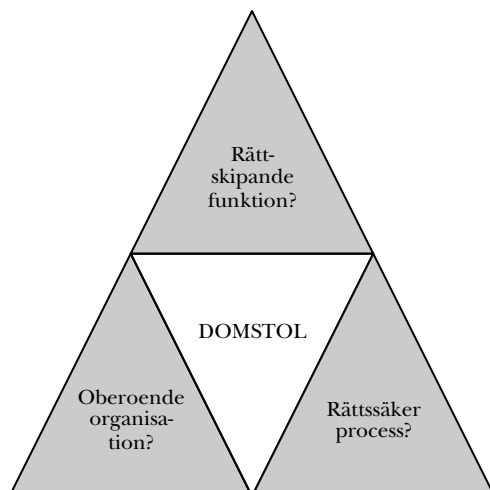 Rätt-
skipande
funktion?
DOMSTOL
Oberoende
organisa-
tion?
Rättssäker
process?